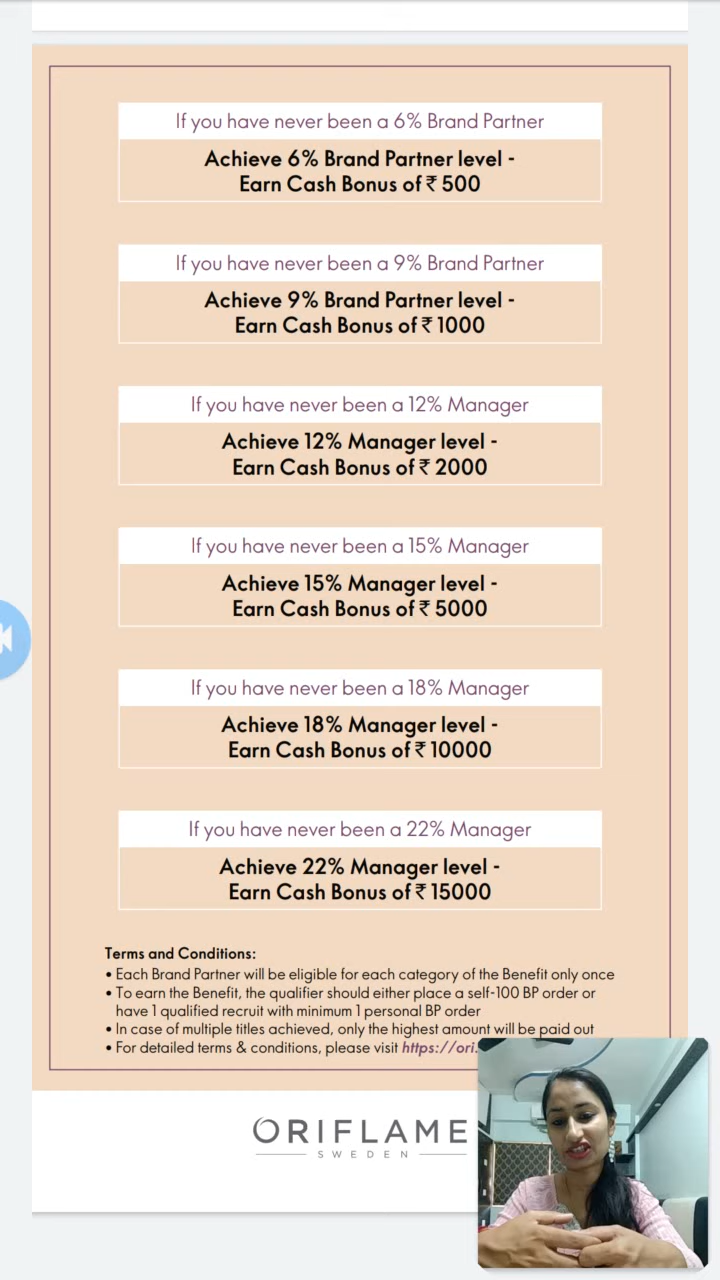 If you have never been a 6% Brand Partner
Achieve 6% Brand Partner level -
Earn Cash Bonus of ₹ 500
If you have never been a 9% Brand Partner
Achieve 9% Brand Partner level -
Earn Cash Bonus of ₹ 1000
If you have never been a 12% Manager
Achieve 12% Manager level -
Earn Cash Bonus of ₹ 2000
If you have never been a 15% Manager
Achieve 15% Manager level -
Earn Cash Bonus of ₹ 5000
If you have never been a 18% Manager
Achieve 18% Manager level -
Earn Cash Bonus of ₹ 10000
If you have never been a 22% Manager
Achieve 22% Manager level -
Earn Cash Bonus of ₹ 15000
Terms and Conditions:
• Each Brand Partner will be eligible for each category of the Benefit only once
• To earn the Benefit, the qualifier should either place a self-100 BP order or
have 1 qualified recruit with minimum 1 personal BP order
• In case of multiple titles achieved, only the highest amount will be paid out
• For detailed terms & conditions, please visit https://ori.
ORIFLAME
SWEDEN